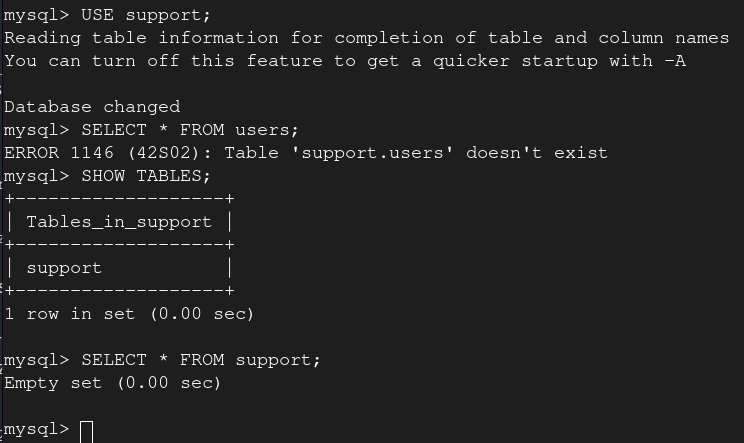 mysql> USE support;
Reading table information for completion of table and column names
You can turn off this feature to get a quicker startup with -A
Database changed
mysql> SELECT * FROM users;
ERROR 1146 (42S02): Table 'support.users' doesn't exist
mysql> SHOW TABLES;
+-------------------+
| Tables_in_support |
+-------------------+
| support           |
+-------------------+
1 row in set (0.00 sec)
mysql> SELECT * FROM support;
Empty set (0.00 sec)
mysql>